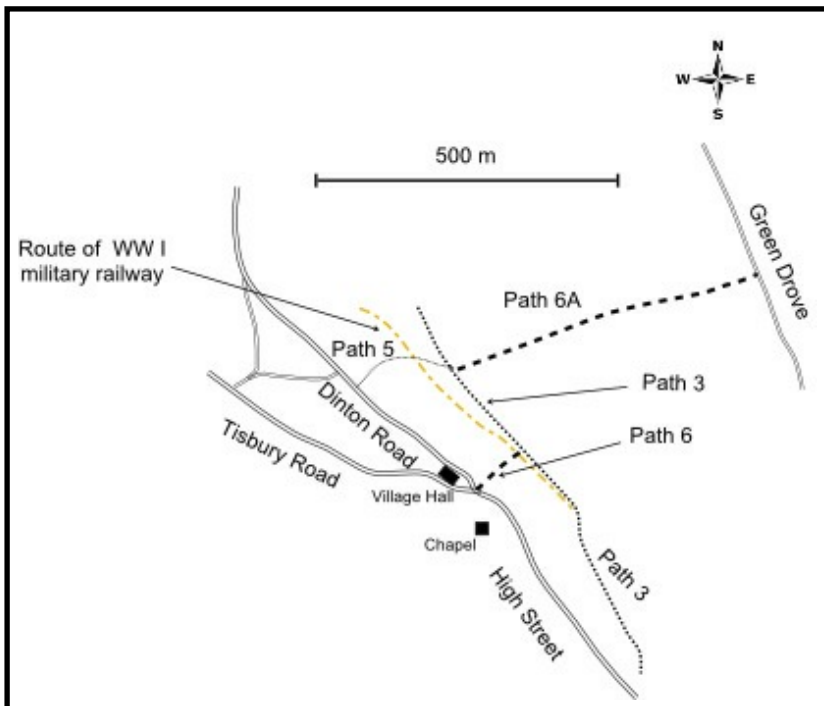 N
W E
S
500 m
Green Drove
Route of WW I
military railway
Path 6A
Path 5
Path 3
Dinton Road
Path 6
Tisbury Road
Village Hall
Chapel
Path 3
High Street